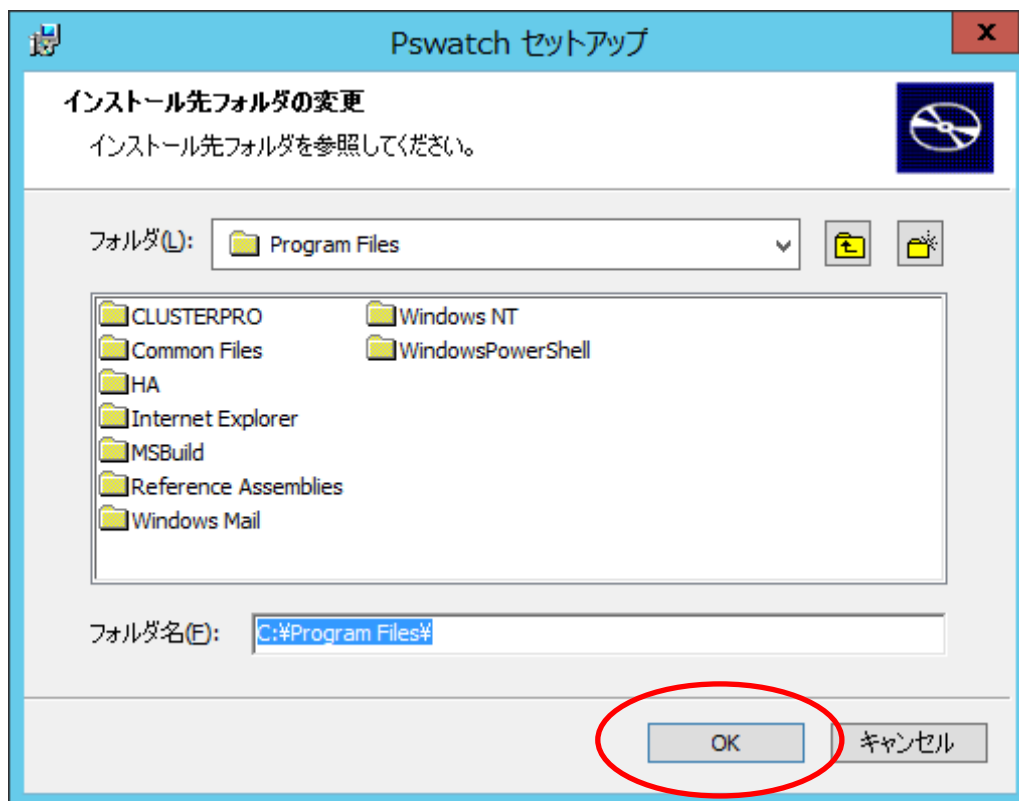 Pswatch セットアップ
x
インストール先フォルダの変更
インストール先フォルダを参照してください。
フォルダ(L): Program Files
CLUSTERPRO Windows NT
Common Files WindowsPowerShell
HA
Internet Explorer
MSBuild
Reference Assemblies
Windows Mail
フォルダ名(F): C:¥Program Files¥
OK キャンセル